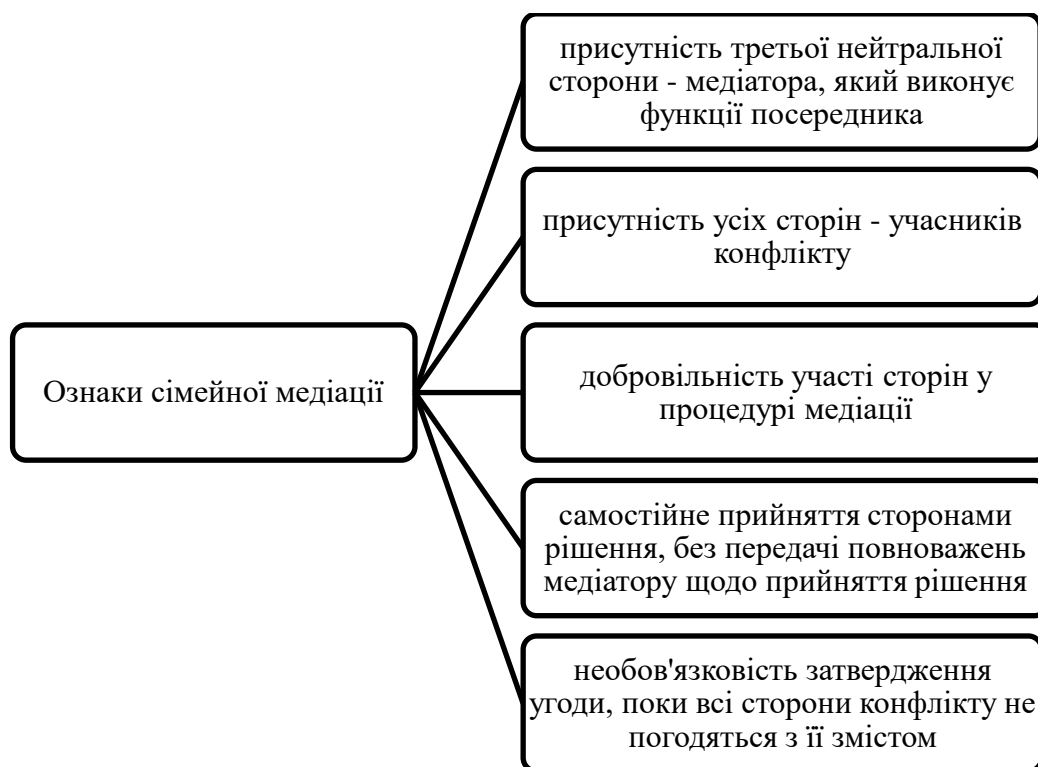 Ознаки сімейної медіації
присутність третьої нейтральної
сторони - медіатора, який виконує
функції посередника
присутність усіх сторін - учасників
конфлікту
добровільність участі сторін у
процедурі медіації
самостійне прийняття сторонами
рішення, без передачі повноважень
медіатору щодо прийняття рішення
необов'язковість затвердження
угоди, поки всі сторони конфлікту не
погодяться з її змістом